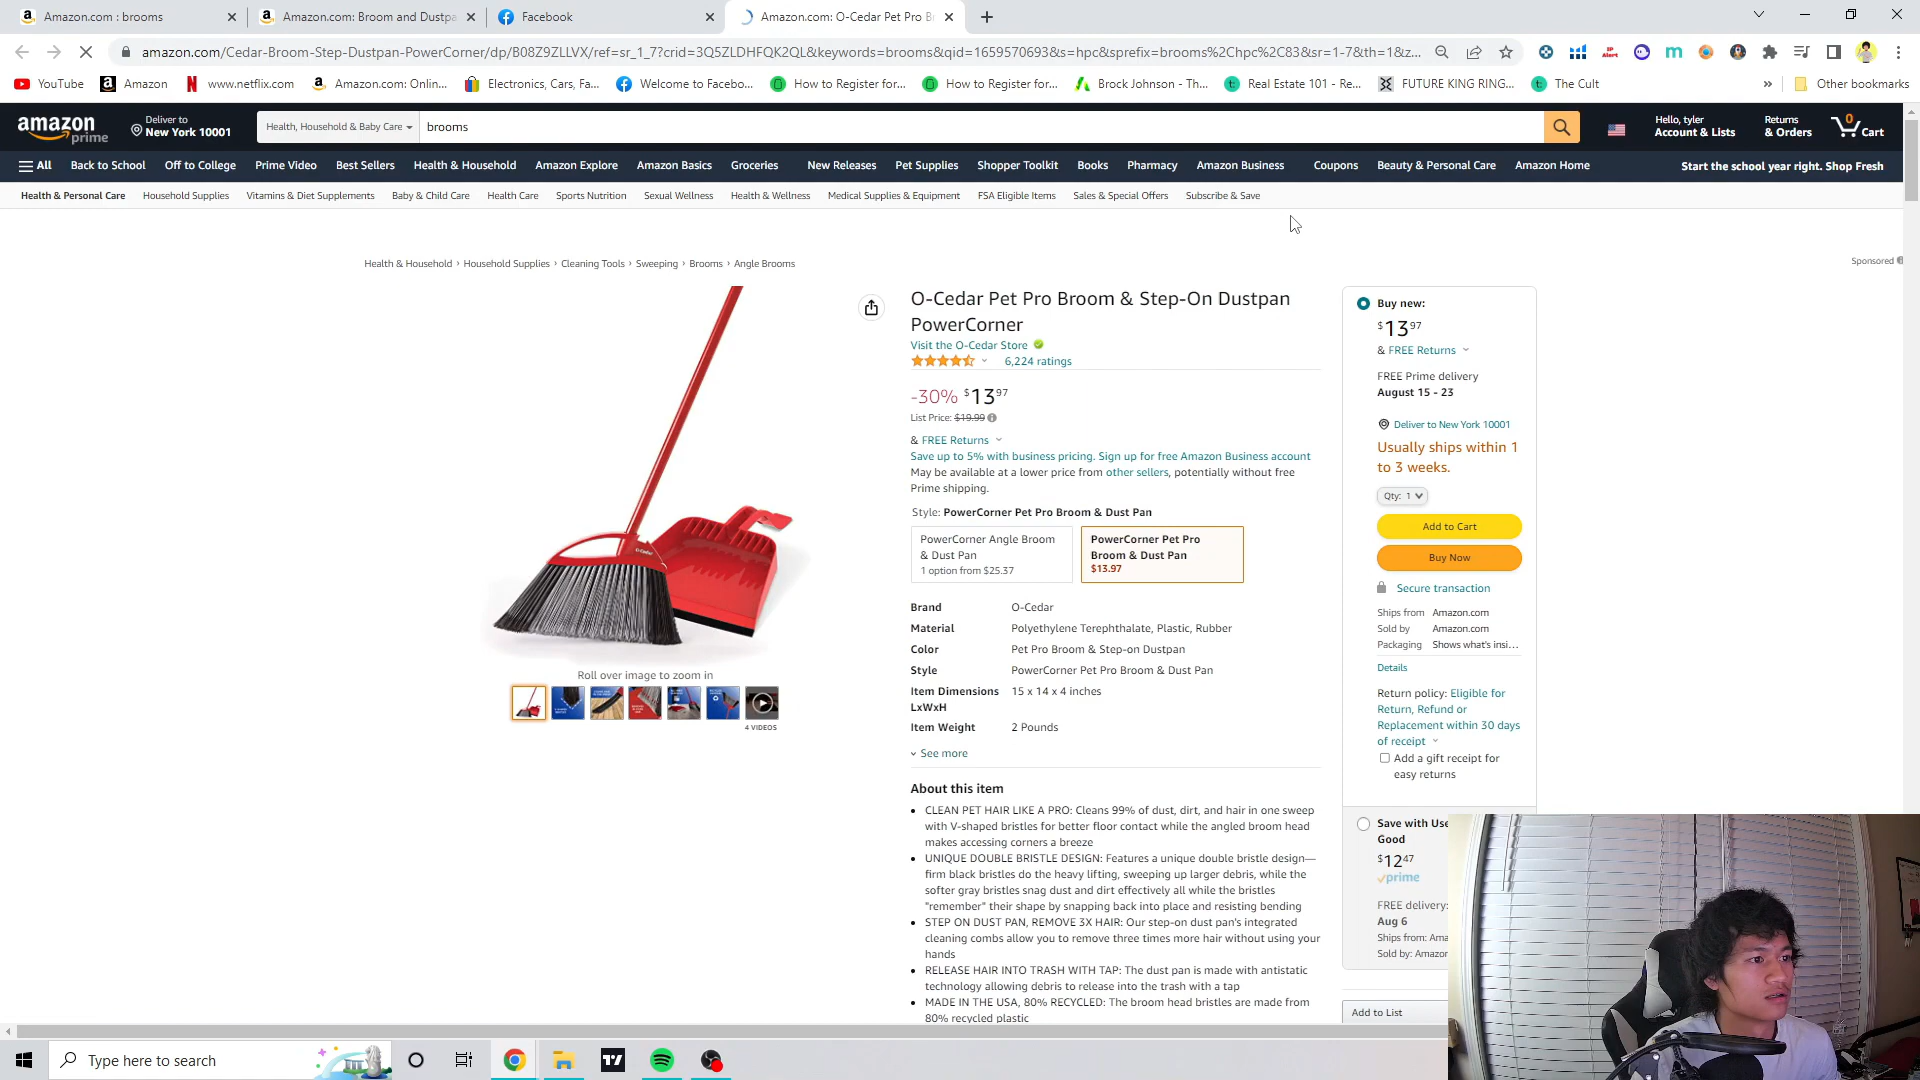 Amazon.com : brooms
Amazon.com: Broom and Dustpa
Facebook
Amazon.com: O-Cedar Pet Pro B
amazon.com/Cedar-Broom-Step-Dustpan-PowerCorner/dp/B08Z9ZLLVX/ref=sr_1_7?crid=3Q5ZLDHFQK2QL&keywords=brooms&qid=1659570693&s=hpc&sprefix=brooms%2Chpc%2C83&sr=1-7&th=1&z...
YouTube
Amazon
www.netflix.com
Amazon.com: Onlin...
Electronics, Cars, Fa...
Welcome to Facebo...
How to Register for...
How to Register for...
Brock Johnson - Th...
Real Estate 101 - Re...
FUTURE KING RING...
The Cult
»
Other bookmarks
amazon prime
Deliver to
New York 10001
Health, Household & Baby Care
brooms
Hello, tyler
Account & Lists
Returns
& Orders
0
Cart
All
Back to School
Off to College
Prime Video
Best Sellers
Health & Household
Amazon Explore
Amazon Basics
Groceries
New Releases
Pet Supplies
Shopper Toolkit
Books
Pharmacy
Amazon Business
Coupons
Beauty & Personal Care
Amazon Home
Start the school year right. Shop Fresh
Health & Personal Care
Household Supplies
Vitamins & Diet Supplements
Baby & Child Care
Health Care
Sports Nutrition
Sexual Wellness
Health & Wellness
Medical Supplies & Equipment
FSA Eligible Items
Sales & Special Offers
Subscribe & Save
Health & Household › Household Supplies › Cleaning Tools › Sweeping › Brooms › Angle Brooms
Sponsored
Roll over image to zoom in
4 VIDEOS
O-Cedar Pet Pro Broom & Step-On Dustpan
PowerCorner
Visit the O-Cedar Store
6,224 ratings
-30% $13 97
List Price: $19.99
& FREE Returns
Save up to 5% with business pricing. Sign up for free Amazon Business account
May be available at a lower price from other sellers, potentially without free
Prime shipping.
Style: PowerCorner Pet Pro Broom & Dust Pan
PowerCorner Angle Broom
& Dust Pan
1 option from $25.37
PowerCorner Pet Pro
Broom & Dust Pan
$13.97
Brand O-Cedar
Material Polyethylene Terephthalate, Plastic, Rubber
Color Pet Pro Broom & Step-on Dustpan
Style PowerCorner Pet Pro Broom & Dust Pan
Item Dimensions 15 x 14 x 4 inches
LxWxH
Item Weight 2 Pounds
See more
About this item
• CLEAN PET HAIR LIKE A PRO: Cleans 99% of dust, dirt, and hair in one sweep
with V-shaped bristles for better floor contact while the angled broom head
makes accessing corners a breeze
• UNIQUE DOUBLE BRISTLE DESIGN: Features a unique double bristle design—
firm black bristles do the heavy lifting, sweeping up larger debris, while the
softer gray bristles snag dust and dirt effectively all while the bristles
"remember" their shape by snapping back into place and resisting bending
• STEP ON DUST PAN, REMOVE 3X HAIR: Our step-on dust pan's integrated
cleaning combs allow you to remove three times more hair without using your
hands
• RELEASE HAIR INTO TRASH WITH TAP: The dust pan is made with antistatic
technology allowing debris to release into the trash with a tap
• MADE IN THE USA, 80% RECYCLED: The broom head bristles are made from
80% recycled plastic
Buy new:
$13 97
& FREE Returns
FREE Prime delivery
August 15 - 23
Deliver to New York 10001
Usually ships within 1
to 3 weeks.
Qty: 1
Add to Cart
Buy Now
Secure transaction
Ships from Amazon.com
Sold by Amazon.com
Packaging Shows what's insi...
Details
Return policy: Eligible for
Return, Refund or
Replacement within 30 days
of receipt
Add a gift receipt for
easy returns
Save with Use
Good
$12 47
prime
FREE delivery:
Aug 6
Ships from: Ama
Sold by: Amazon
Add to List
Type here to search